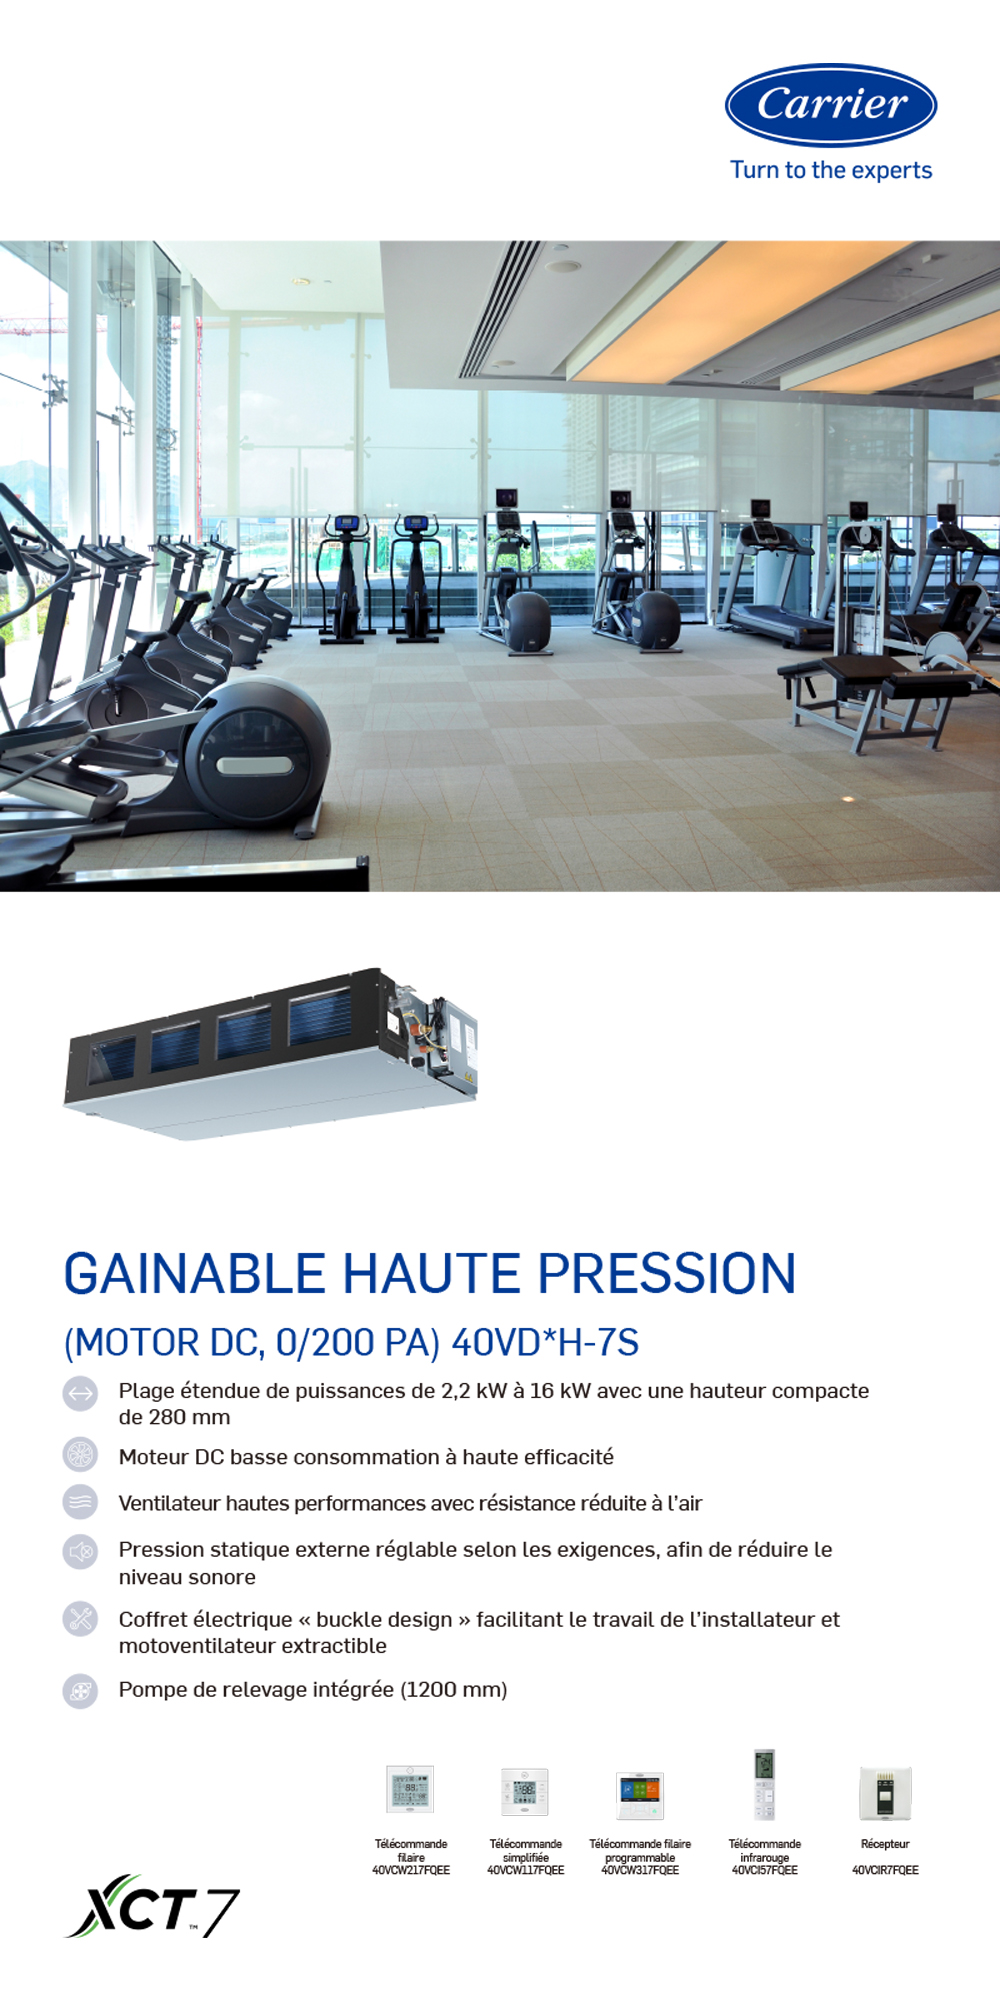 Carrier
Turn to the experts
GAINABLE HAUTE PRESSION
(MOTOR DC, 0/200 PA) 40VD*H-7S
Plage étendue de puissances de 2,2 kW à 16 kW avec une hauteur compacte
de 280 mm
Moteur DC basse consommation à haute efficacité
Ventilateur hautes performances avec résistance réduite à l'air
Pression statique externe réglable selon les exigences, afin de réduire le
niveau sonore
Coffret électrique « buckle design » facilitant le travail de l'installateur et
motoventilateur extractible
Pompe de relevage intégrée (1200 mm)
Télécommande
filaire
40VCW217FQEE
Télécommande
simplifiée
40VCW117FQEE
Télécommande filaire
programmable
40VCW317FQEE
Télécommande
infrarouge
40VCI57FQEE
Récepteur
40VCIR7FQEE
XCT™ 7